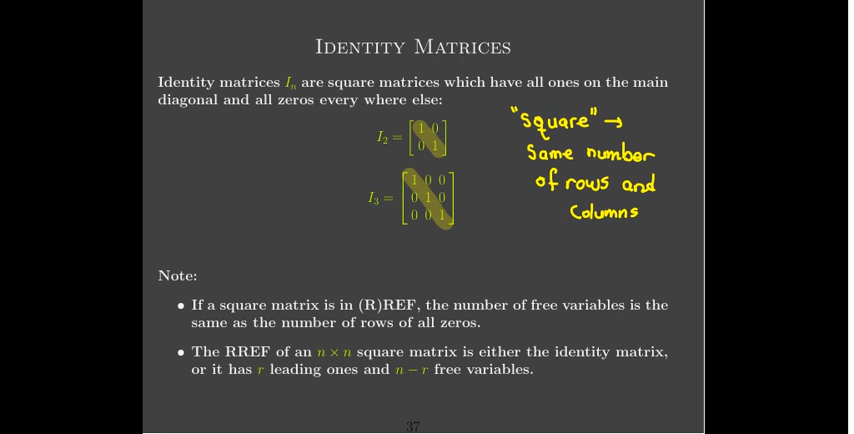 Identity Matrices
Identity matrices Iₙ are square matrices which have all ones on the main
diagonal and all zeros every where else:
"square" →
same number
of rows and
columns
I₂ = [1 0
0 1]
I₃ = [1 0 0
0 1 0
0 0 1]
Note:
• If a square matrix is in (R)REF, the number of free variables is the
same as the number of rows of all zeros.
• The RREF of an n × n square matrix is either the identity matrix,
or it has r leading ones and n − r free variables.
37